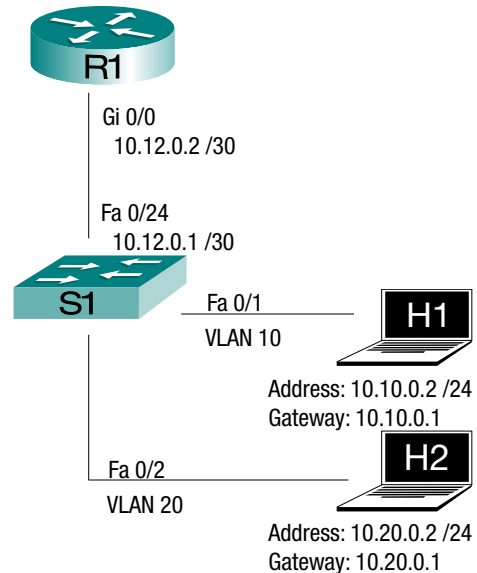 R1
Gi 0/0
10.12.0.2 /30
Fa 0/24
10.12.0.1 /30
S1
Fa 0/1
VLAN 10
H1
Address: 10.10.0.2 /24
Gateway: 10.10.0.1
Fa 0/2
VLAN 20
H2
Address: 10.20.0.2 /24
Gateway: 10.20.0.1